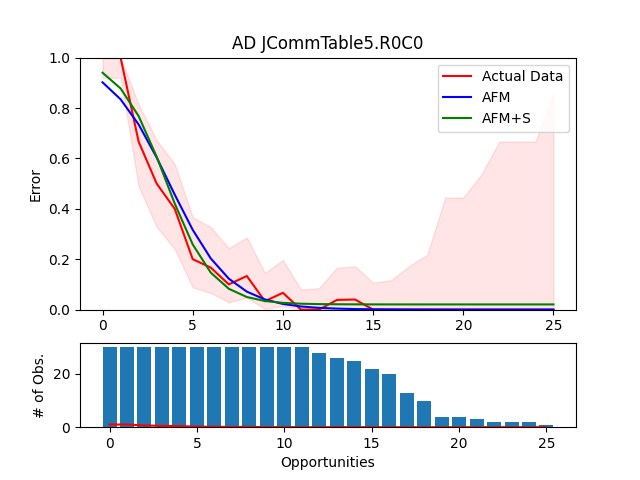 AD JCommTable5.R0C0
Error
1.0
0.8
0.6
0.4
0.2
0.0
Actual Data
AFM
AFM+S
0 5 10 15 20 25
# of Obs.
20
0
0 5 10 15 20 25
Opportunities